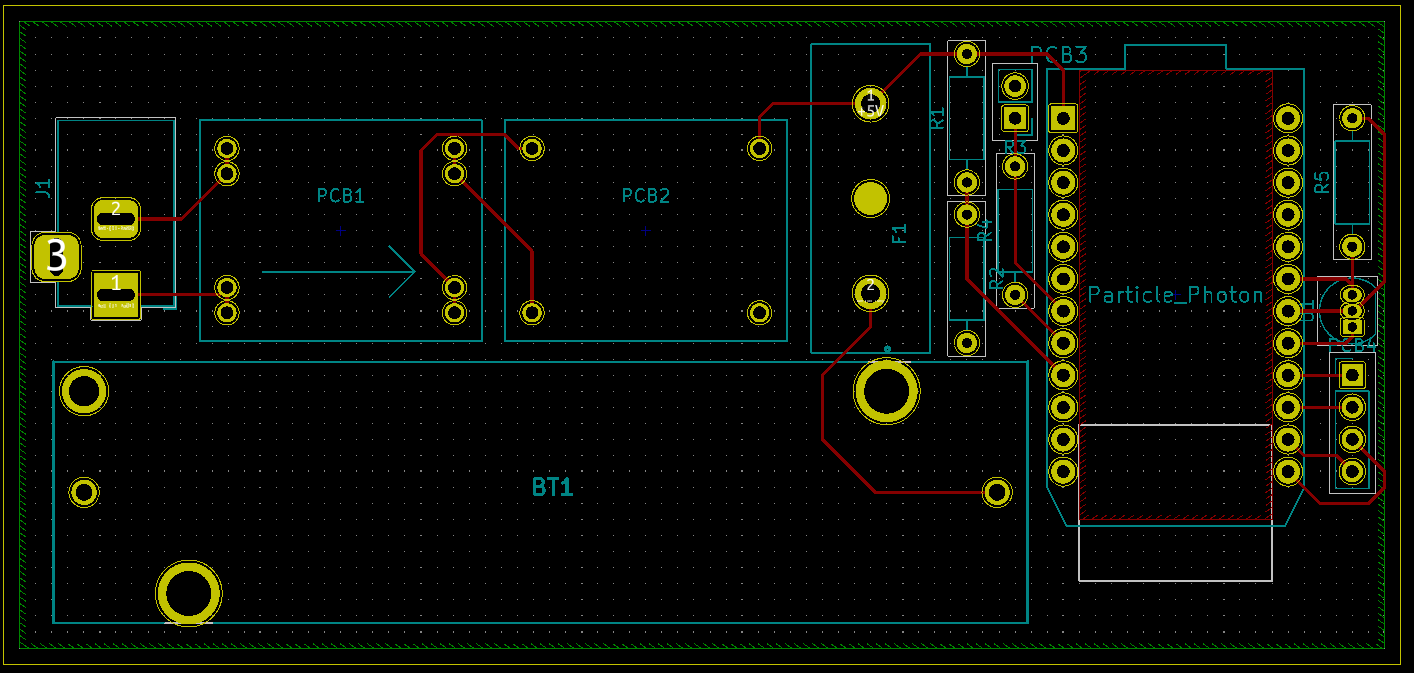 PCB3
1
+5V
R1
R3
J1
PCB1
PCB2
R5
2
F1
R4
3
1
2
R2
Particle_Photon
U1
PCB4
BT1